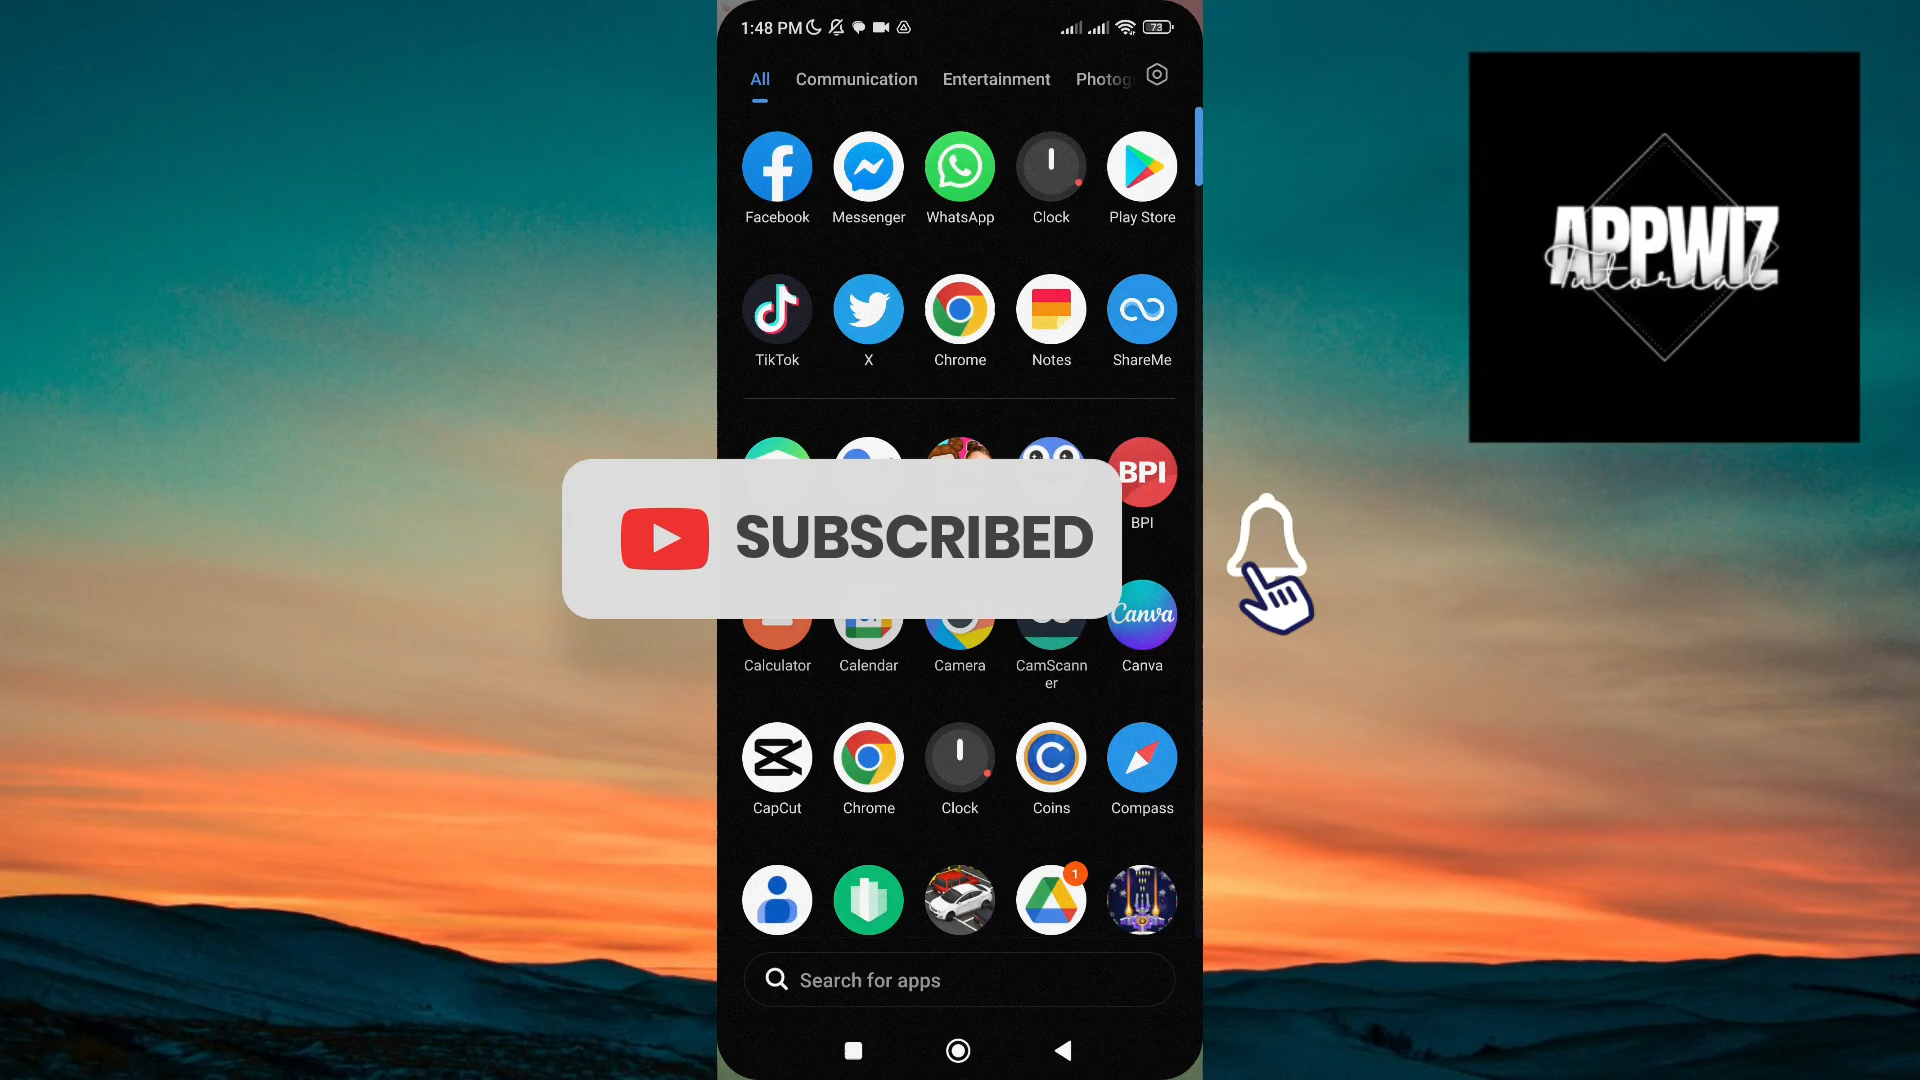 1:48 PM
73
All Communication Entertainment Photog
Facebook Messenger WhatsApp Clock Play Store
TikTok X Chrome Notes ShareMe
BPI
BPI
SUBSCRIBED
Canva
Calculator Calendar Camera CamScann
er
Canva
CapCut Chrome Clock Coins Compass
1
Search for apps
APPWIZ
Tutorial